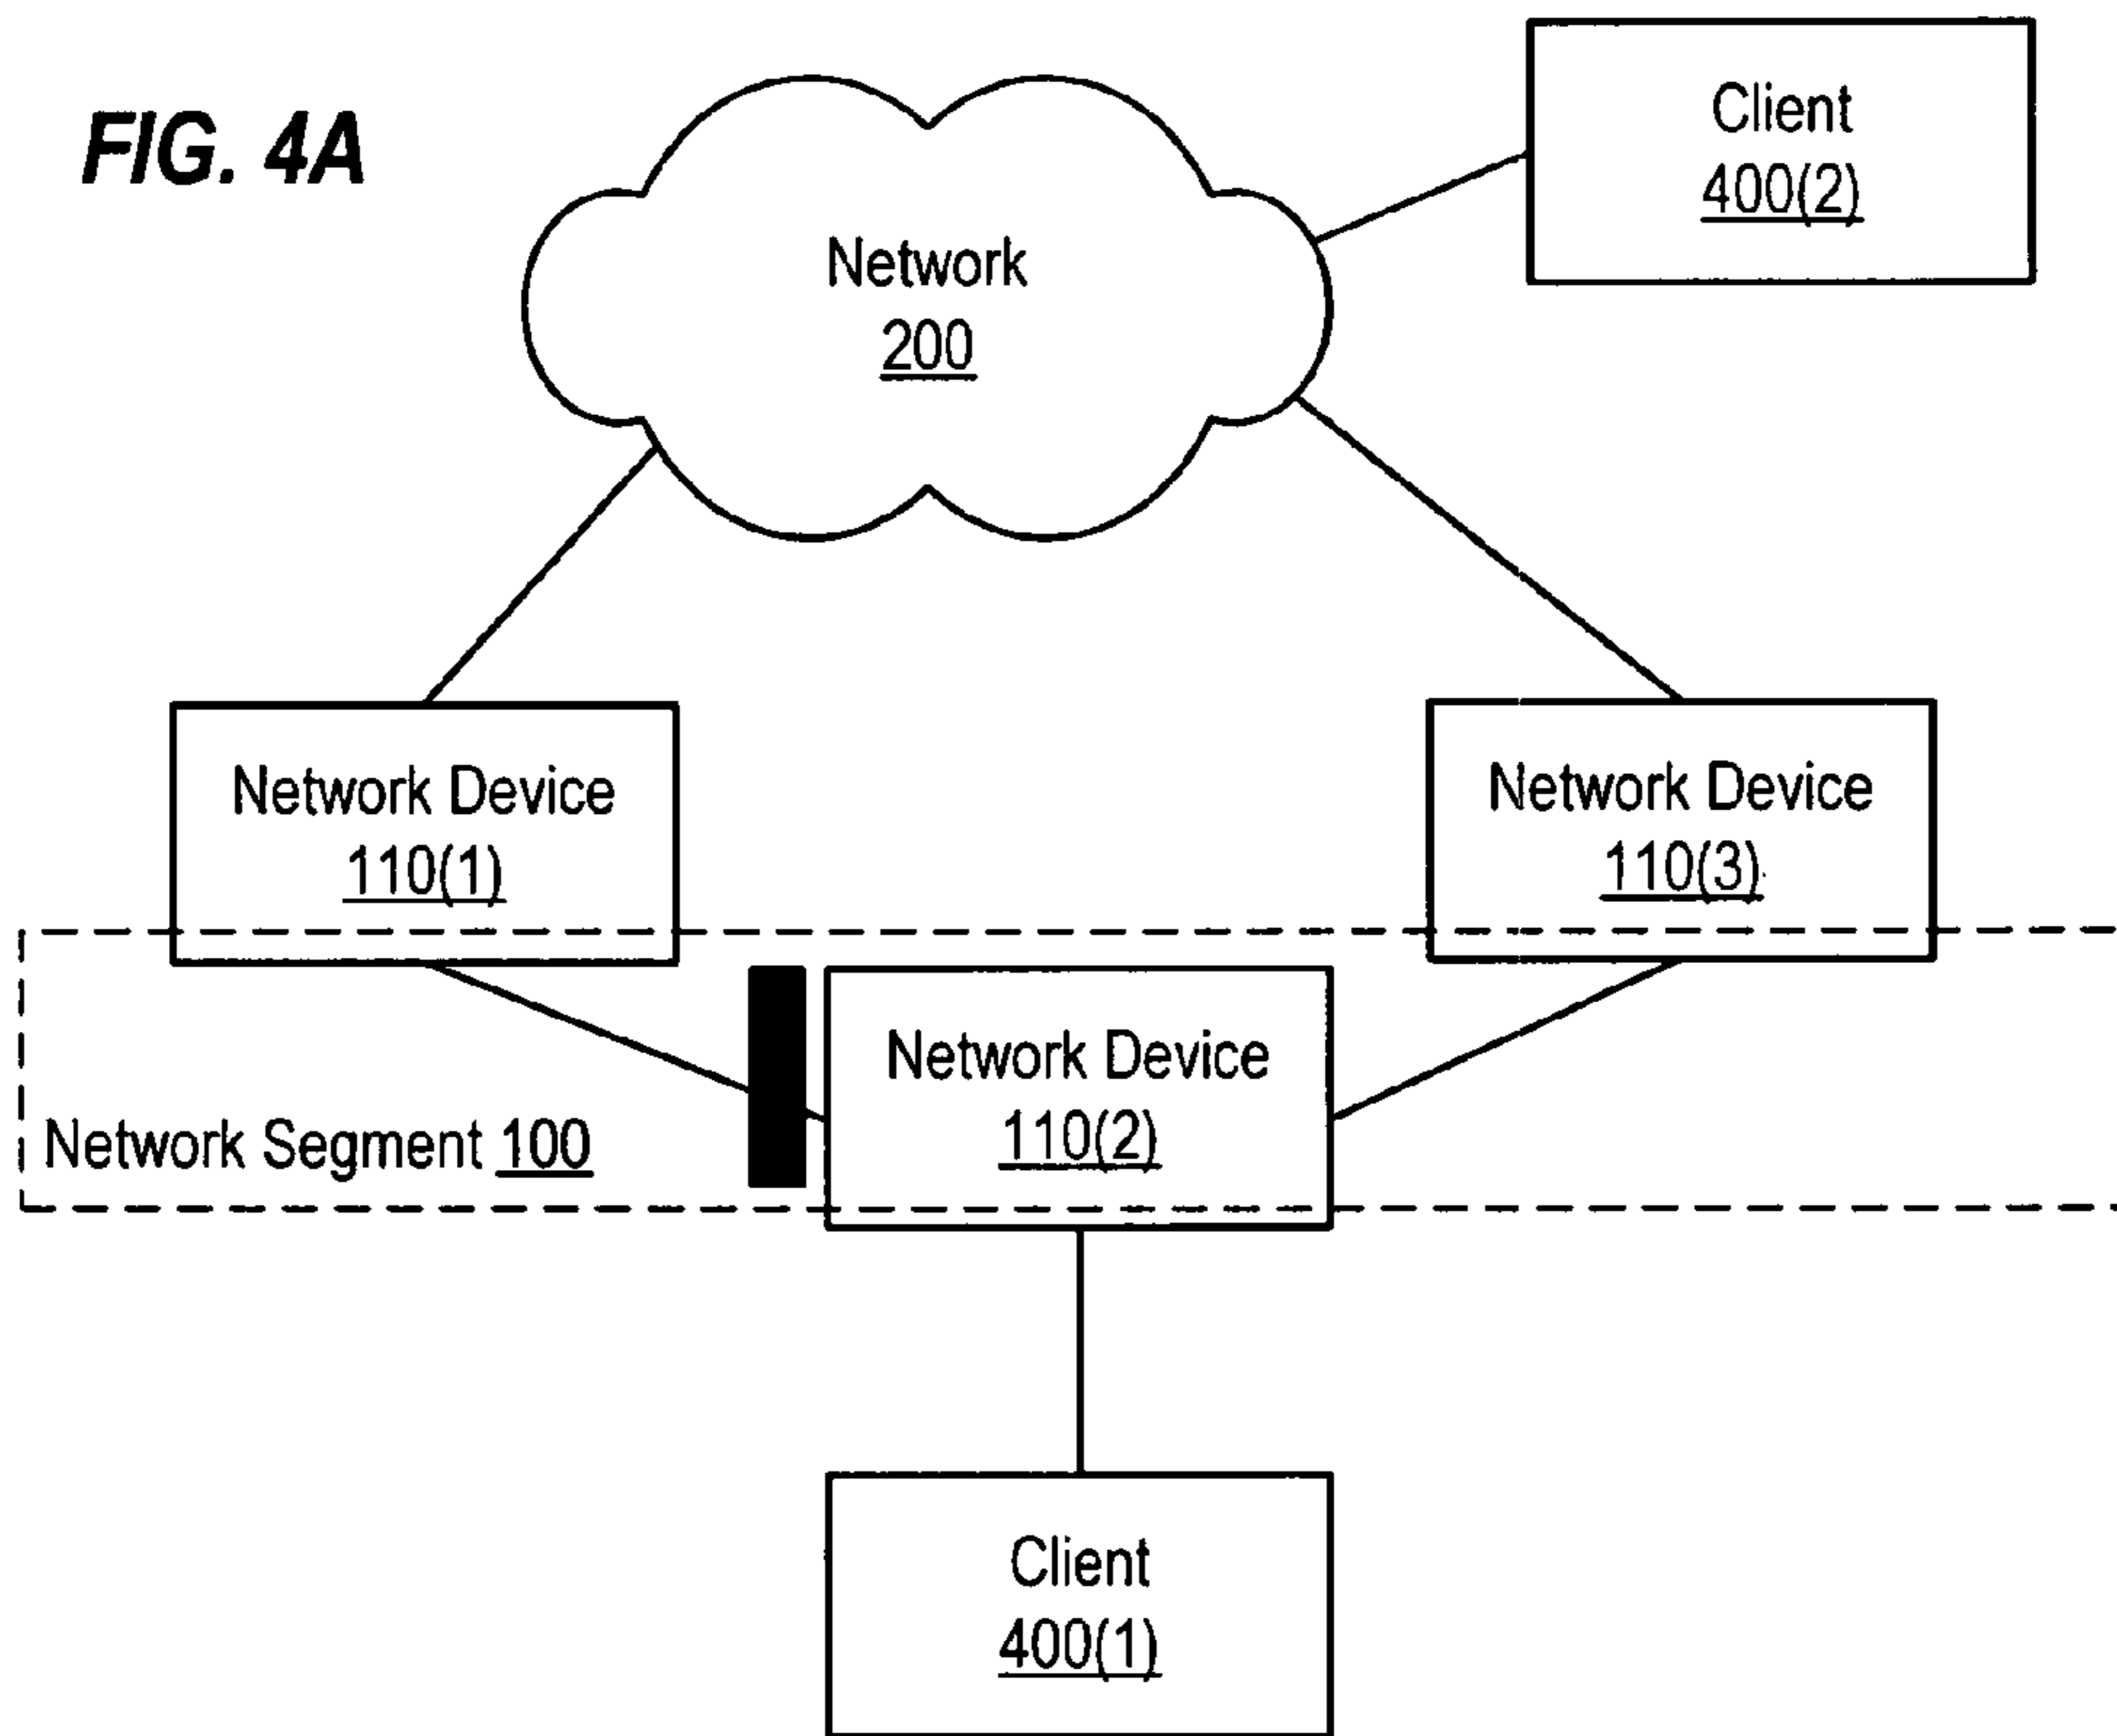 FIG. 4A
Client
400(2)
Network
200
Network Device
110(1)
Network Device
110(3)
Network Device
110(2)
Network Segment 100
Client
400(1)